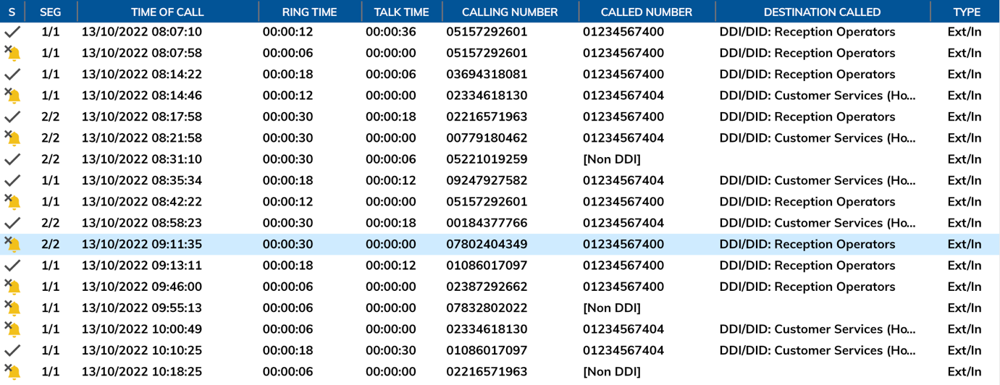 S SEG TIME OF CALL RING TIME TALK TIME CALLING NUMBER CALLED NUMBER DESTINATION CALLED TYPE
1/1 13/10/2022 08:07:10 00:00:12 00:00:36 05157292601 01234567400 DDI/DID: Reception Operators Ext/In
1/1 13/10/2022 08:07:58 00:00:06 00:00:00 05157292601 01234567400 DDI/DID: Reception Operators Ext/In
1/1 13/10/2022 08:14:22 00:00:18 00:00:06 03694318081 01234567400 DDI/DID: Reception Operators Ext/In
1/1 13/10/2022 08:14:46 00:00:12 00:00:00 02334618130 01234567404 DDI/DID: Customer Services (Ho... Ext/In
2/2 13/10/2022 08:17:58 00:00:30 00:00:18 02216571963 01234567400 DDI/DID: Reception Operators Ext/In
2/2 13/10/2022 08:21:58 00:00:30 00:00:00 00779180462 01234567404 DDI/DID: Customer Services (Ho... Ext/In
2/2 13/10/2022 08:31:10 00:00:30 00:00:06 05221019259 [Non DDI] Ext/In
1/1 13/10/2022 08:35:34 00:00:18 00:00:12 09247927582 01234567404 DDI/DID: Customer Services (Ho... Ext/In
1/1 13/10/2022 08:42:22 00:00:12 00:00:00 05157292601 01234567400 DDI/DID: Reception Operators Ext/In
2/2 13/10/2022 08:58:23 00:00:30 00:00:18 00184377766 01234567404 DDI/DID: Customer Services (Ho... Ext/In
2/2 13/10/2022 09:11:35 00:00:30 00:00:00 07802404349 01234567400 DDI/DID: Reception Operators Ext/In
1/1 13/10/2022 09:13:11 00:00:18 00:00:12 01086017097 01234567400 DDI/DID: Reception Operators Ext/In
1/1 13/10/2022 09:46:00 00:00:06 00:00:00 02387292662 01234567400 DDI/DID: Reception Operators Ext/In
1/1 13/10/2022 09:55:13 00:00:06 00:00:00 07832802022 [Non DDI] Ext/In
1/1 13/10/2022 10:00:49 00:00:06 00:00:00 02334618130 01234567404 DDI/DID: Customer Services (Ho... Ext/In
1/1 13/10/2022 10:10:25 00:00:18 00:00:30 01086017097 01234567404 DDI/DID: Customer Services (Ho... Ext/In
1/1 13/10/2022 10:18:25 00:00:06 00:00:00 02216571963 [Non DDI] Ext/In